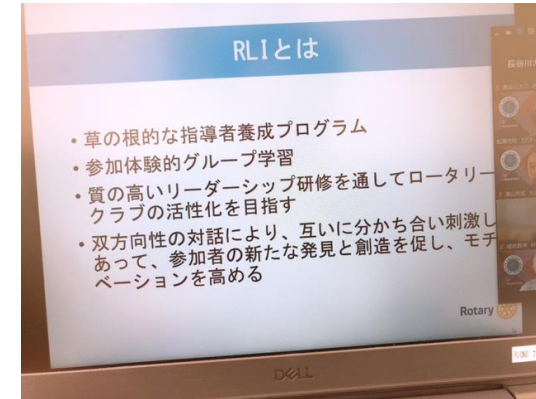 RLIとは
・草の根的な指導者養成プログラム
・参加体験的グループ学習
・質の高いリーダーシップ研修を通してロータリー
クラブの活性化を目指す
・双方向性の対話により、互いに分かち合い刺激し
あって、参加者の新たな発見と創造を促し、モチ
ベーションを高める
Rotary
DELL